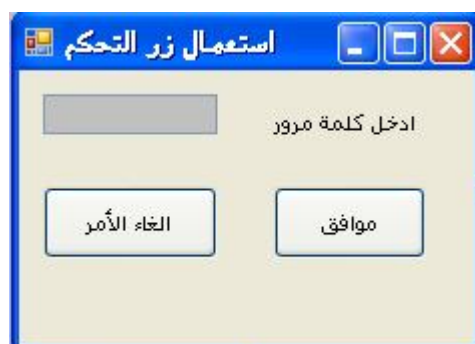 استعمال زر التحكم
ادخل كلمة مرور
موافق
الغاء الأمر